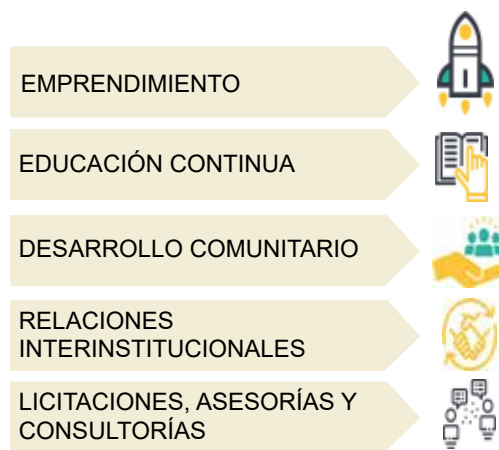 EMPRENDIMIENTO
EDUCACIÓN CONTINUA
DESARROLLO COMUNITARIO
RELACIONES
INTERINSTITUCIONALES
LICITACIONES, ASESORÍAS Y
CONSULTORÍAS